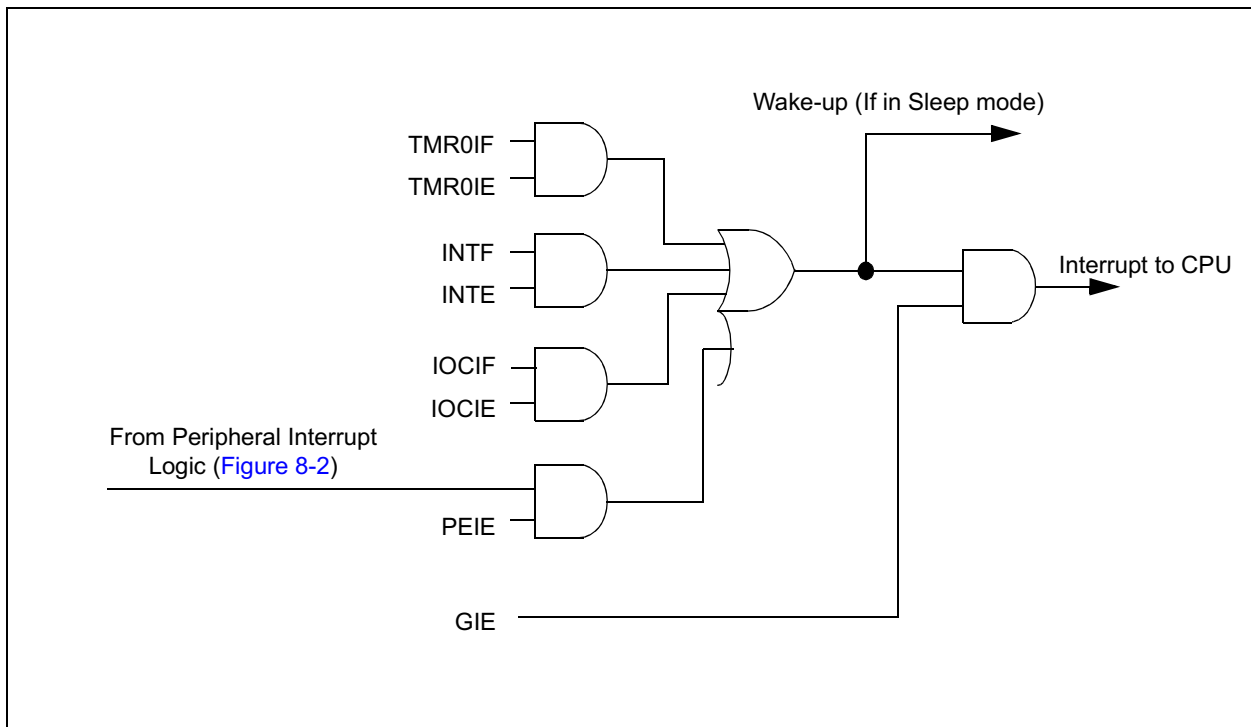 Wake-up (If in Sleep mode)
TMR0IF
TMR0IE
INTF
INTE
Interrupt to CPU
IOCIF
IOCIE
From Peripheral Interrupt
Logic (Figure 8-2)
PEIE
GIE